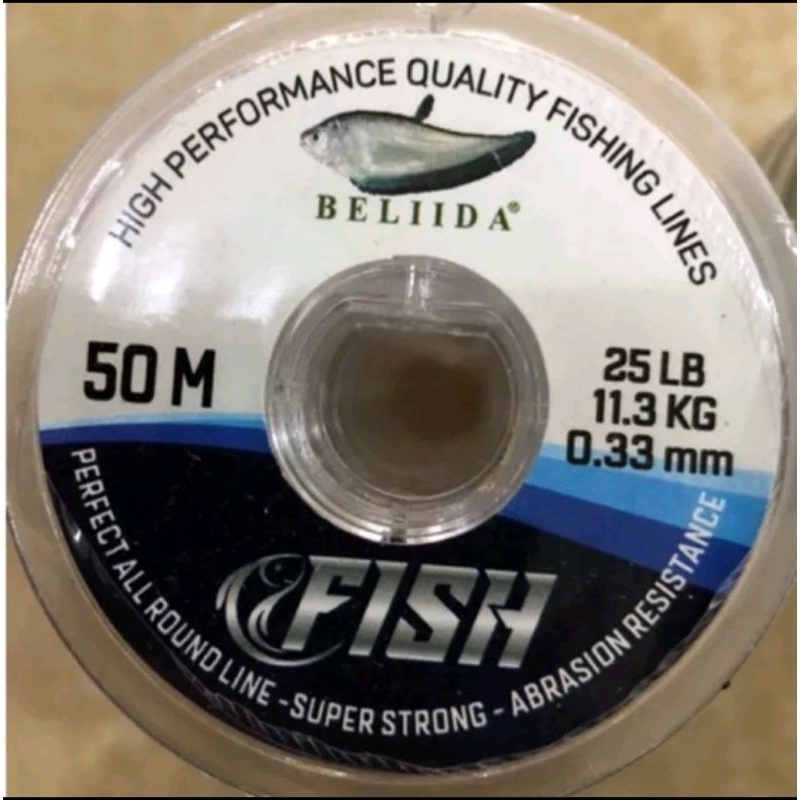 HIGH PERFORMANCE QUALITY FISHING LINES
BELIIDA®
50 M
25 LB
11.3 KG
0.33 mm
FISH
PERFECT ALL ROUND LINE - SUPER STRONG - ABRASION RESISTANCE